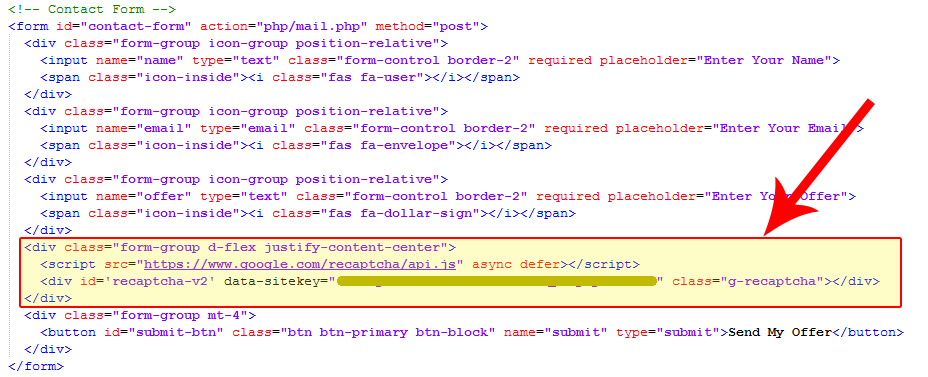 <!-- Contact Form -->
<form id="contact-form" action="php/mail.php" method="post">
<div class="form-group icon-group position-relative">
<input name="name" type="text" class="form-control border-2" required placeholder="Enter Your Name">
<span class="icon-inside"><i class="fas fa-user"></i></span>
</div>
<div class="form-group icon-group position-relative">
<input name="email" type="email" class="form-control border-2" required placeholder="Enter Your Email">
<span class="icon-inside"><i class="fas fa-envelope"></i></span>
</div>
<div class="form-group icon-group position-relative">
<input name="offer" type="text" class="form-control border-2" required placeholder="Enter Your Offer">
<span class="icon-inside"><i class="fas fa-dollar-sign"></i></span>
</div>
<div class="form-group d-flex justify-content-center">
<script src="https://www.google.com/recaptcha/api.js" async defer></script>
<div id='recaptcha-v2' data-sitekey=" " class="g-recaptcha"></div>
</div>
<div class="form-group mt-4">
<button id="submit-btn" class="btn btn-primary btn-block" name="submit" type="submit">Send My Offer</button>
</div>
</form>